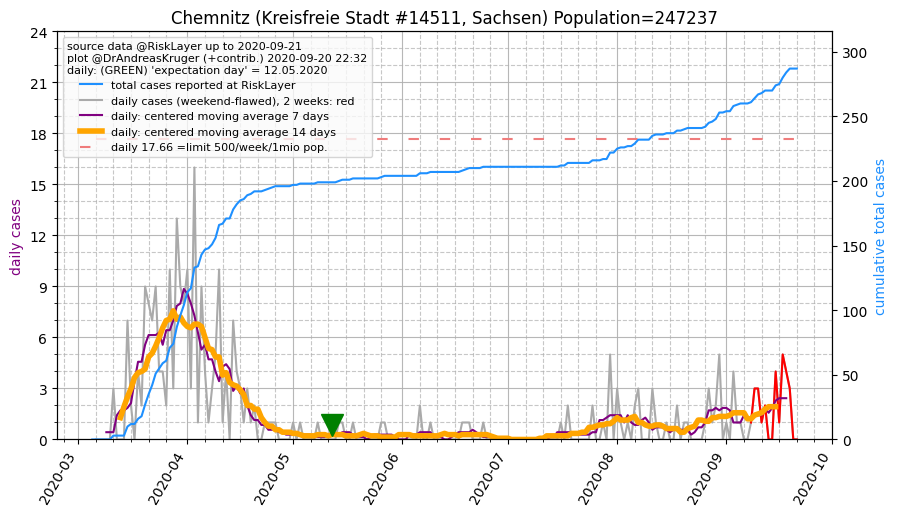 Chemnitz (Kreisfreie Stadt #14511, Sachsen) Population=247237
source data @RiskLayer up to 2020-09-21
plot @DrAndreasKruger (+contrib.) 2020-09-20 22:32
daily: (GREEN) 'expectation day' = 12.05.2020
total cases reported at RiskLayer
daily cases (weekend-flawed), 2 weeks: red
daily: centered moving average 7 days
daily: centered moving average 14 days
daily 17.66 =limit 500/week/1mio pop.
daily cases
24
21
18
15
12
9
6
3
0
cumulative total cases
300
250
200
150
100
50
0
2020-03
2020-04
2020-05
2020-06
2020-07
2020-08
2020-09
2020-10